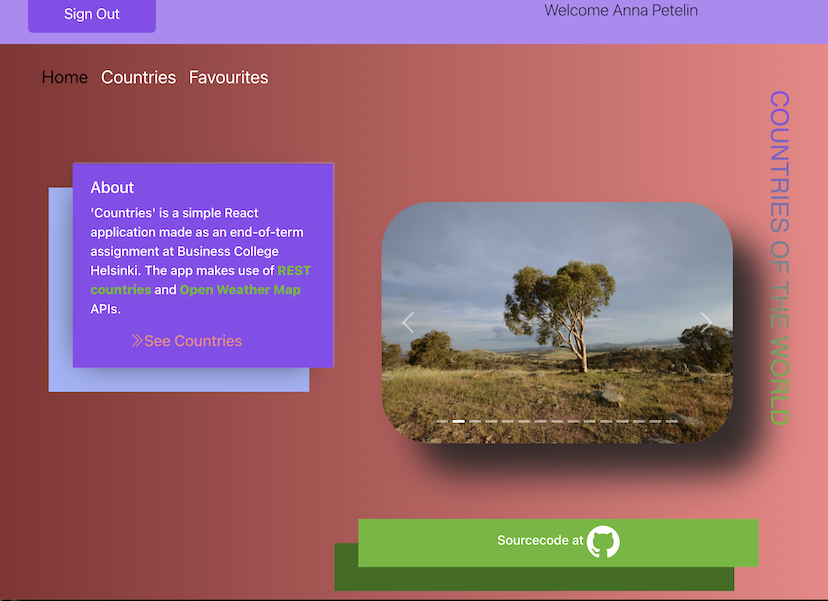 Sign Out
Welcome Anna Petelin
Home Countries Favourites
COUNTRIES OF THE WORLD
About
'Countries' is a simple React
application made as an end-of-term
assignment at Business College
Helsinki. The app makes use of REST
countries and Open Weather Map
APIs.
See Countries
Sourcecode at